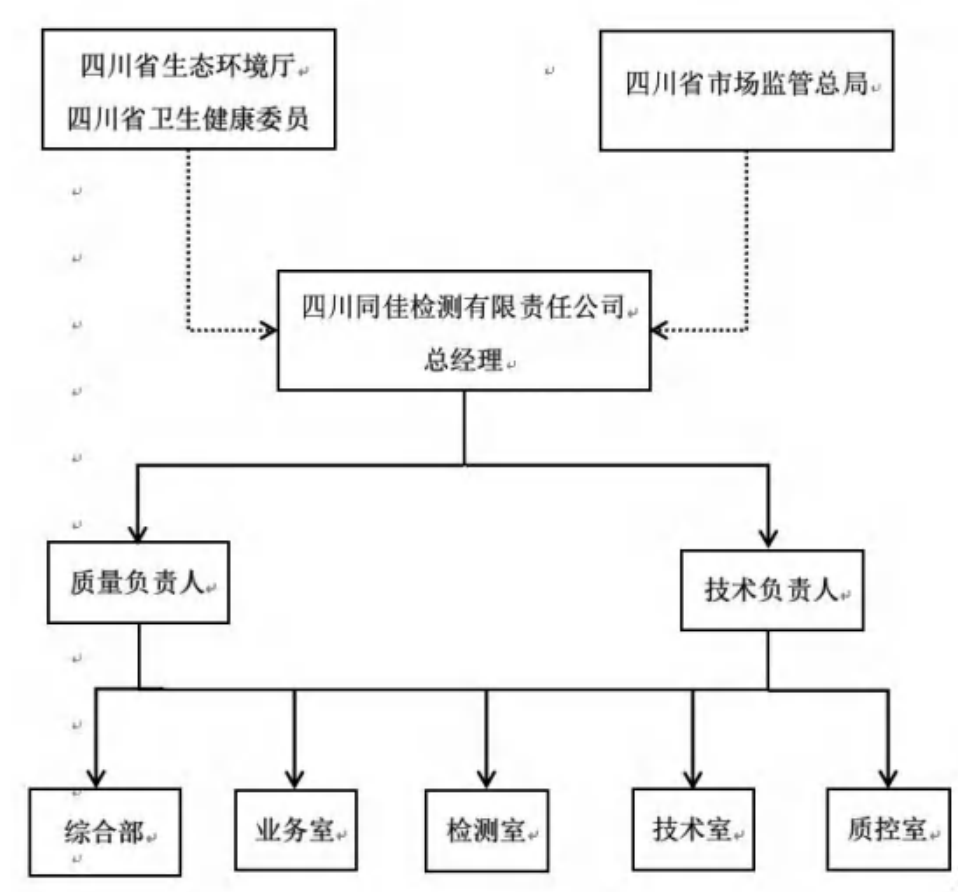 四川省生态环境厅
四川省卫生健康委员
四川省市场监管总局
四川同佳检测有限责任公司
总经理
质量负责人
技术负责人
综合部
业务室
检测室
技术室
质控室